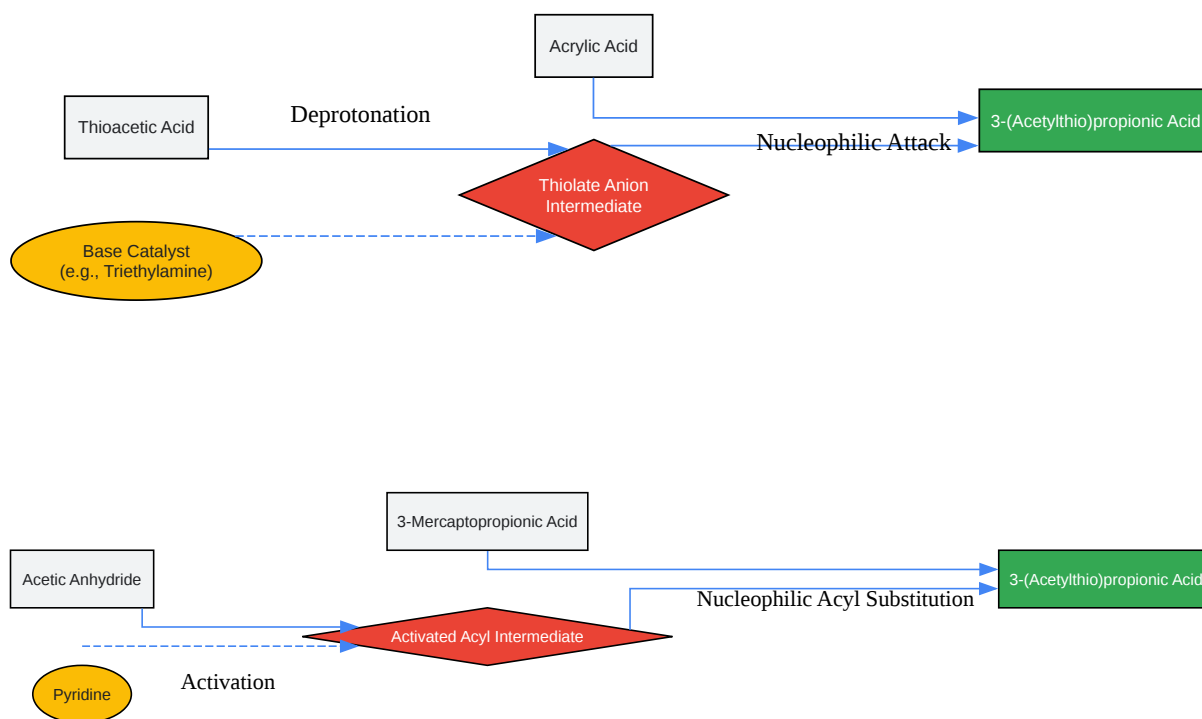 Acrylic Acid
Deprotonation
Thioacetic Acid
3-(Acetylthio)propionic Acid
Nucleophilic Attack
Thiolate Anion
Intermediate
Base Catalyst
(e.g., Triethylamine)
3-Mercaptopropionic Acid
Acetic Anhydride
3-(Acetylthio)propionic Acid
Nucleophilic Acyl Substitution
Activated Acyl Intermediate
Activation
Pyridine